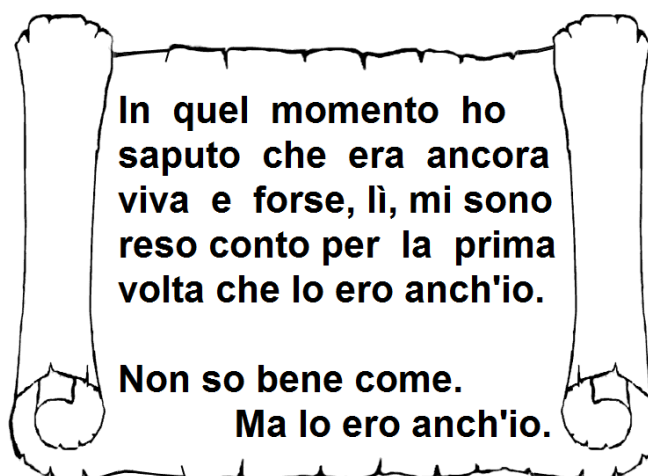 In quel momento ho
saputo che era ancora
viva e forse, lì, mi sono
reso conto per la prima
volta che lo ero anch'io.
Non so bene come.
Ma lo ero anch'io.